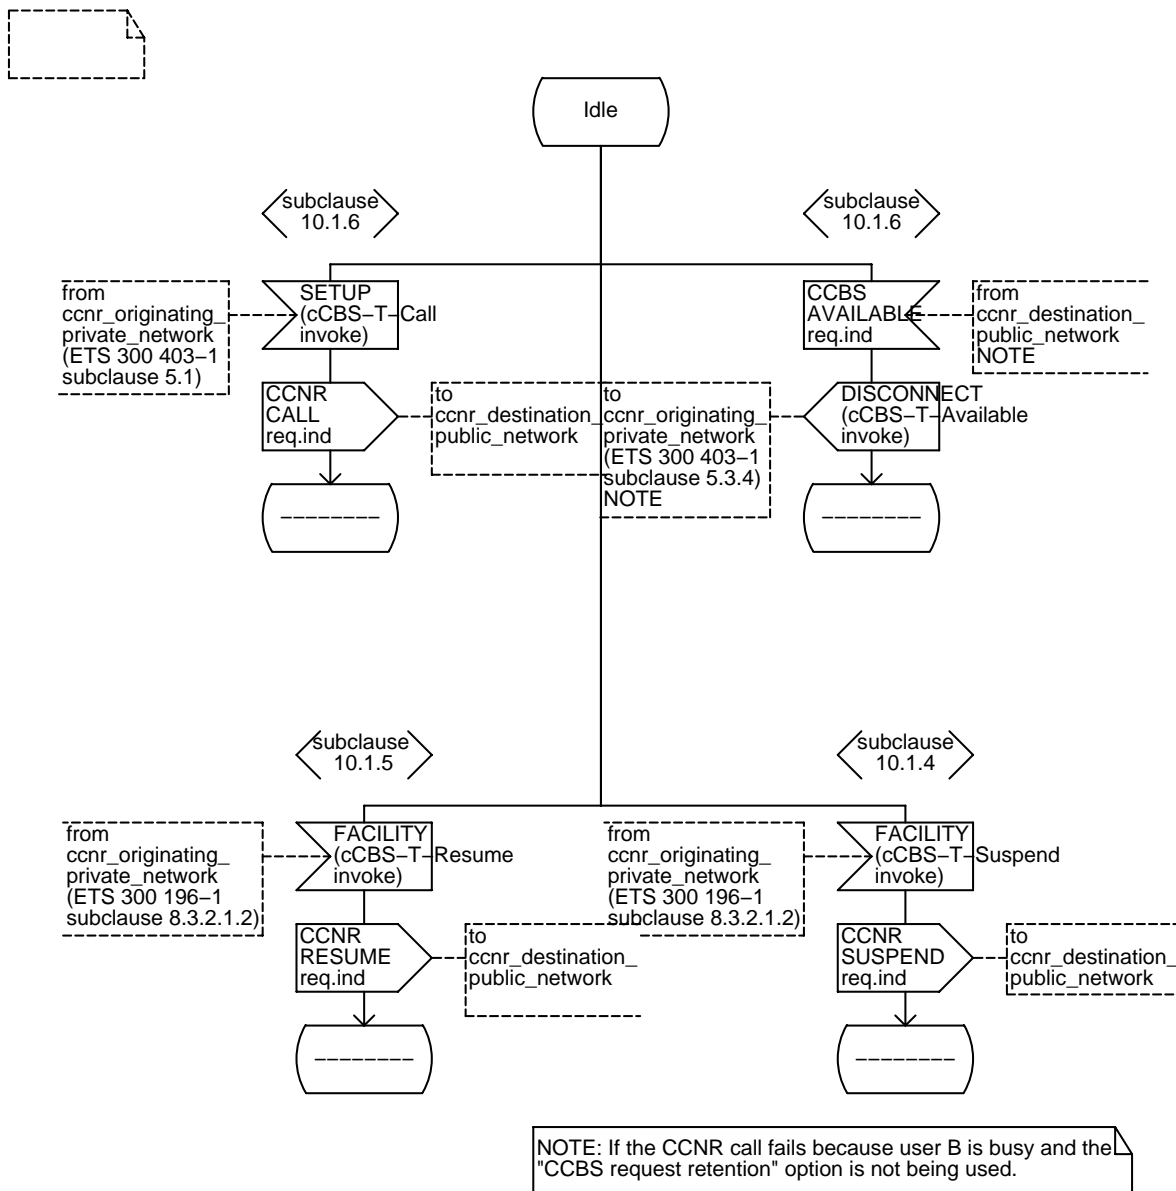 Idle
subclause
10.1.6
subclause
10.1.6
from
ccnr_originating_
private_network
(ETS 300 403–1
subclause 5.1)
SETUP
(cCBS–T–Call
invoke)
CCBS
AVAILABLE
req.ind
from
ccnr_destination_
public_network
NOTE
CCNR
CALL
req.ind
to
ccnr_destination_
public_network
to
ccnr_originating_
private_network
(ETS 300 403–1
subclause 5.3.4)
NOTE
DISCONNECT
(cCBS–T–Available
invoke)
––––––––
––––––––
subclause
10.1.5
subclause
10.1.4
from
ccnr_originating_
private_network
(ETS 300 196–1
subclause 8.3.2.1.2)
FACILITY
(cCBS–T–Resume
invoke)
from
ccnr_originating_
private_network
(ETS 300 196–1
subclause 8.3.2.1.2)
FACILITY
(cCBS–T–Suspend
invoke)
CCNR
RESUME
req.ind
to
ccnr_destination_
public_network
CCNR
SUSPEND
req.ind
to
ccnr_destination_
public_network
––––––––
––––––––
NOTE: If the CCNR call fails because user B is busy and the
"CCBS request retention" option is not being used.